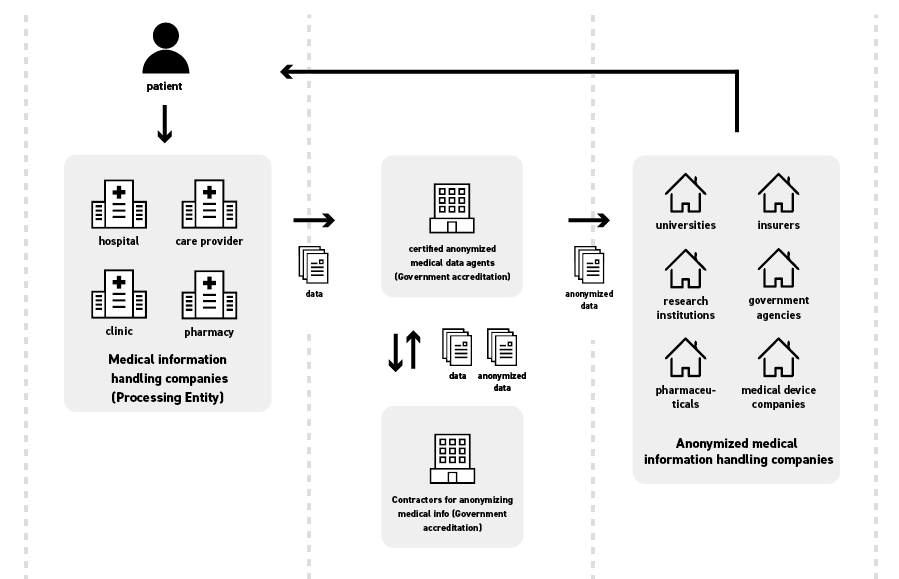 patient
hospital
care provider
clinic
pharmacy
Medical information
handling companies
(Processing Entity)
data
certified anonymized
medical data agents
(Government accreditation)
data
anonymized
data
Contractors for anonymizing
medical info (Government
accreditation)
anonymized
data
universities
insurers
research
institutions
government
agencies
pharmaceu-
ticals
medical device
companies
Anonymized medical
information handling companies